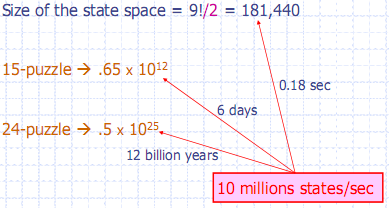 Size of the state space = 9!/2 = 181,440
15-puzzle → .65 x 10¹²
0.18 sec
6 days
24-puzzle → .5 x 10²⁵
12 billion years
10 millions states/sec